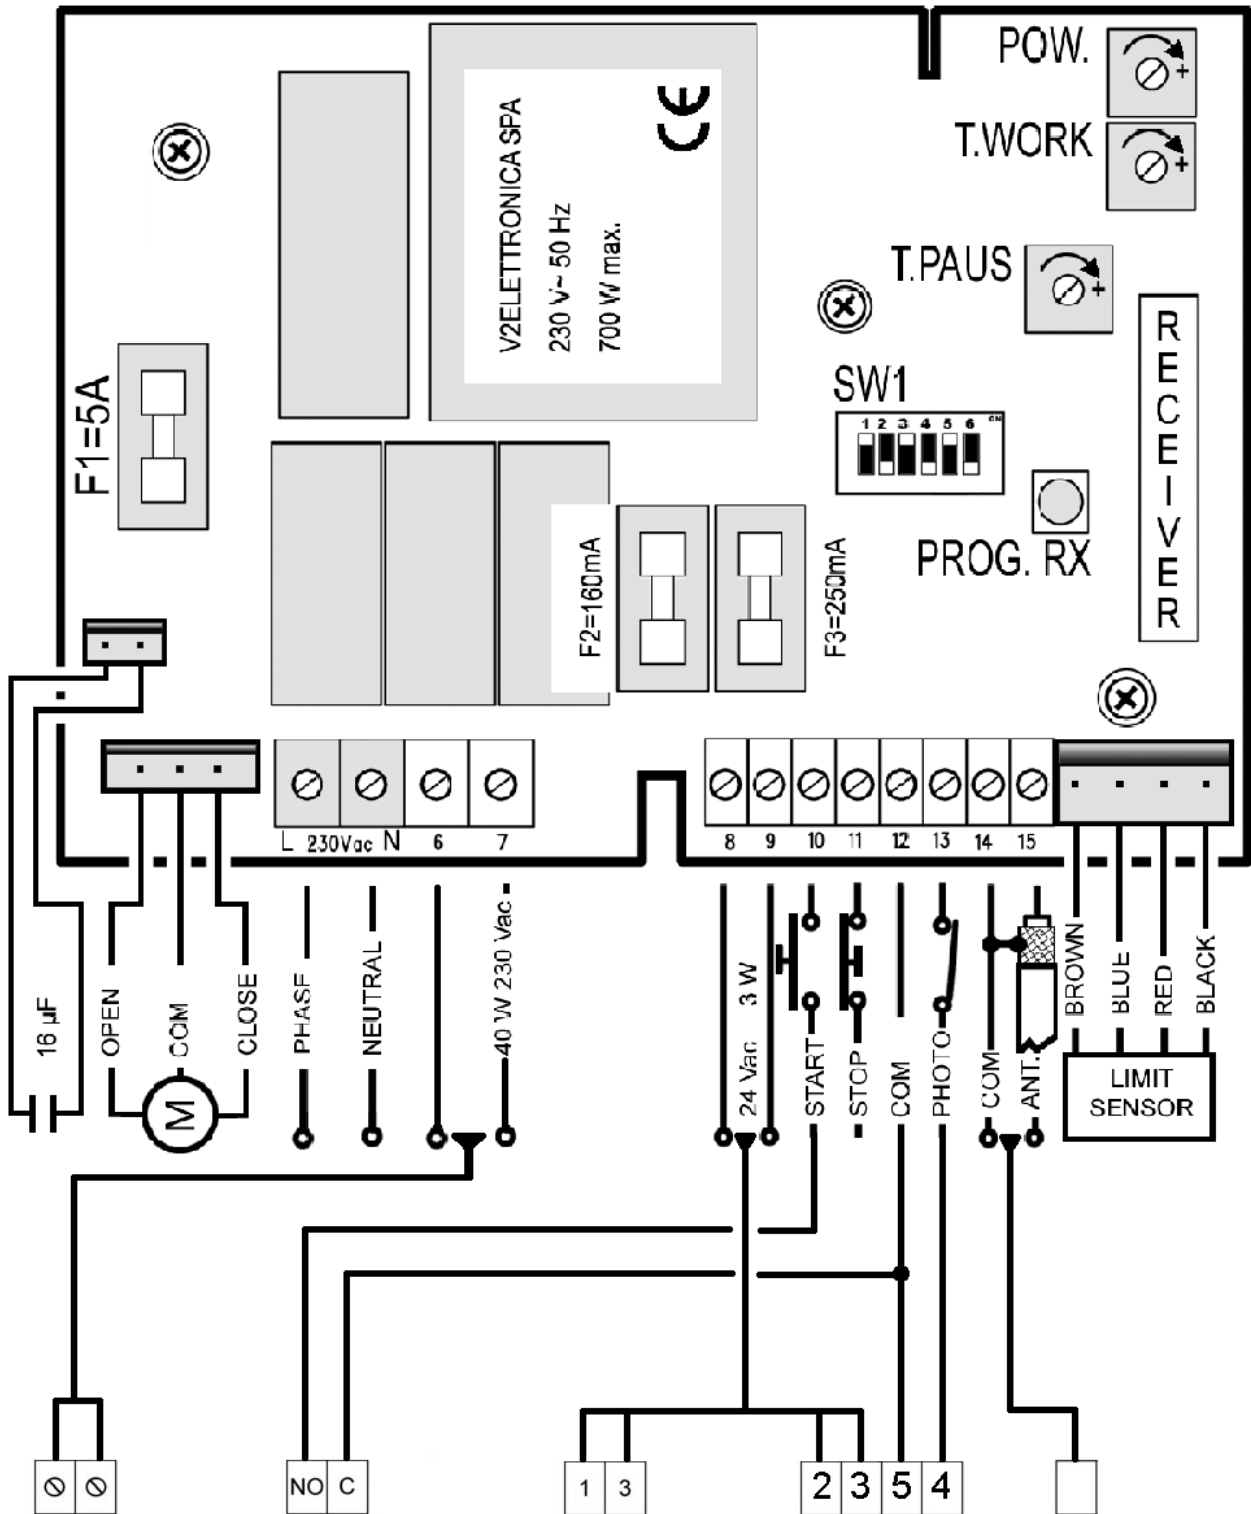 POW.
T.WORK
T.PAUS
V2ELETTRONICA SPA
230 V~ 50 Hz
700 W max.
CE
F1=5A
SW1
1 2 3 4 5 6
ON
RECEIVER
PROG. RX
F2=160mA
F3=250mA
L 230Vac N 6 7
8 9 10 11 12 13 14 15
16 µF
OPEN
COM
CLOSE
PHASE
NEUTRAL
40 W 230 Vac
24 Vac 3 W
START
STOP
COM
PHOTO
COM
ANT.
BROWN
BLUE
RED
BLACK
M
LIMIT
SENSOR
NO C
1 3
2 3 5 4